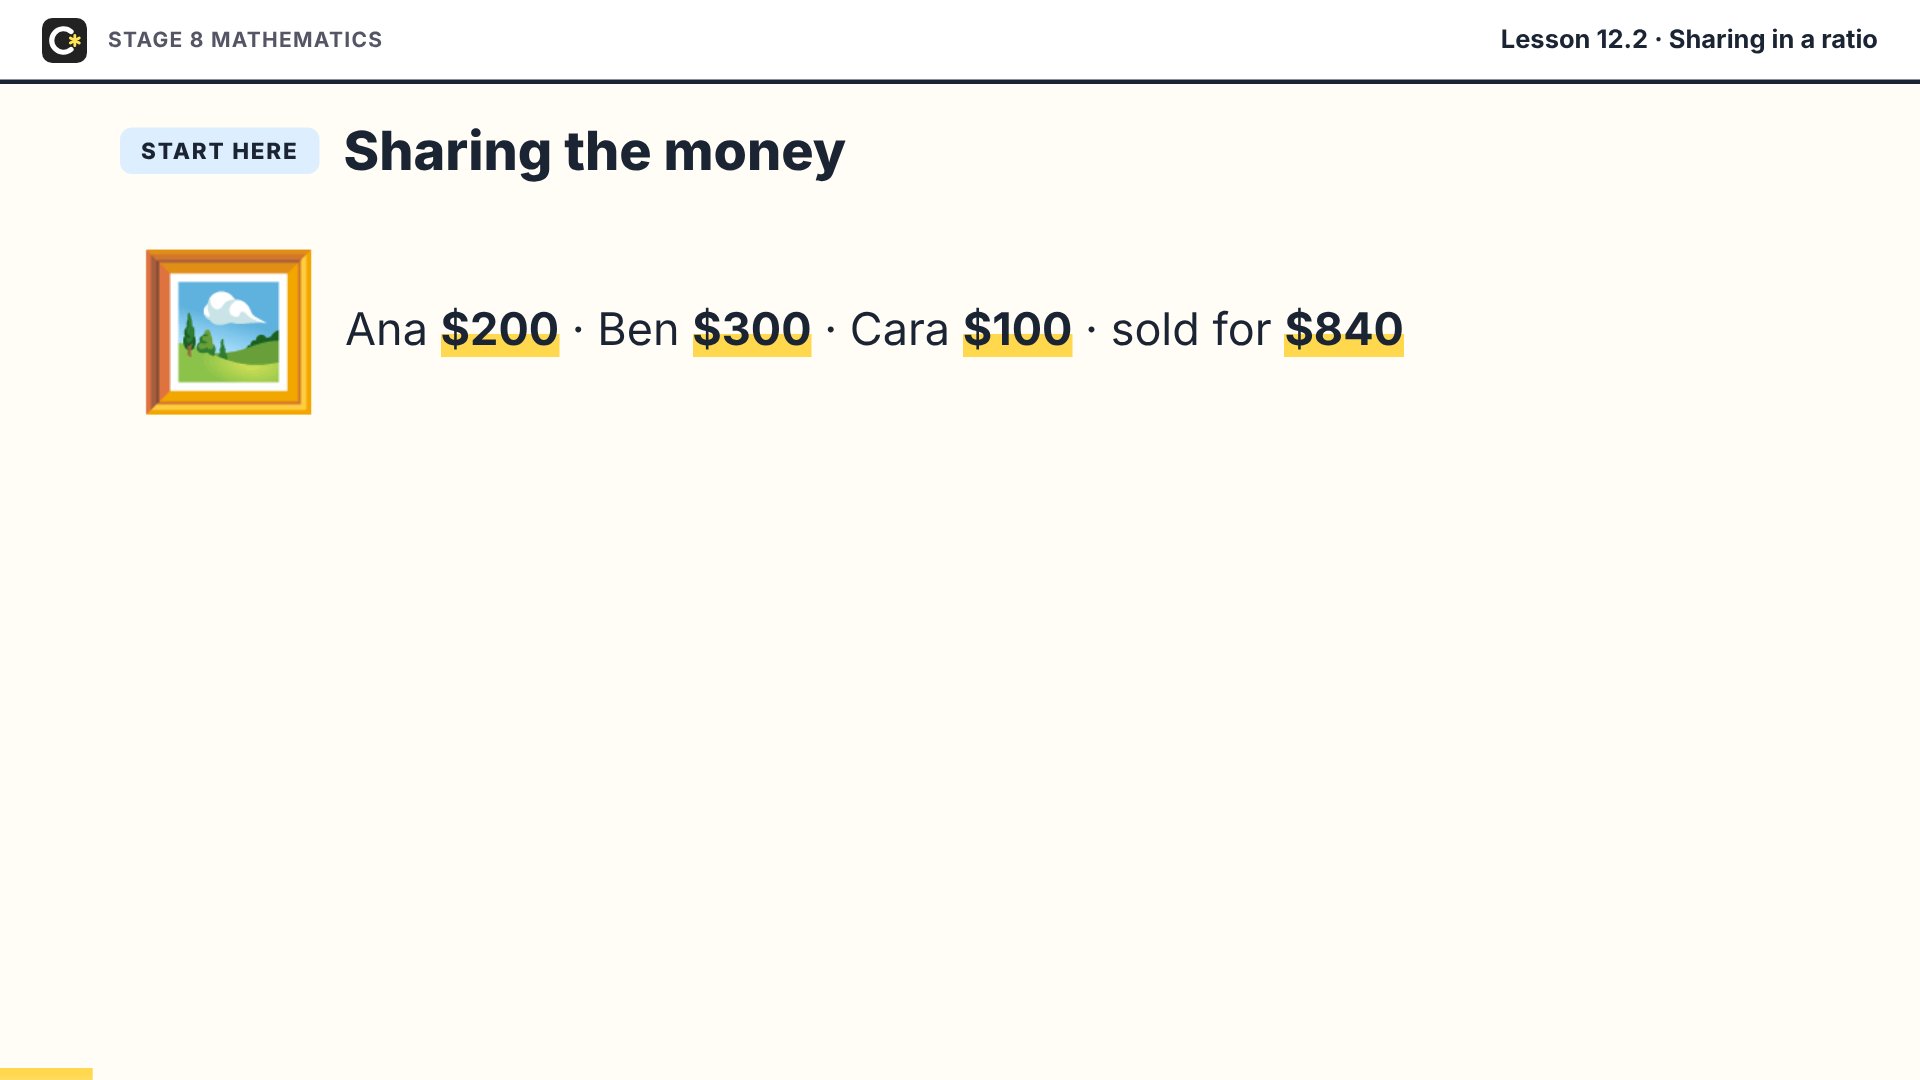 STAGE 8 MATHEMATICS
Lesson 12.2 · Sharing in a ratio
START HERE
Sharing the money
Ana $200 · Ben $300 · Cara $100 · sold for $840